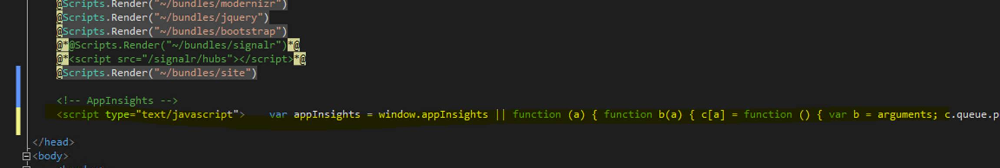 @Scripts.Render("~/bundles/modernizr")
@Scripts.Render("~/bundles/jquery")
@Scripts.Render("~/bundles/bootstrap")
@*@Scripts.Render("~/bundles/signalr")*@
@*<script src="/signalr/hubs"></script>*@
@Scripts.Render("~/bundles/site")
<!-- AppInsights -->
<script type="text/javascript">    var appInsights = window.appInsights || function (a) { function b(a) { c[a] = function () { var b = arguments; c.queue.p
</head>
<body>